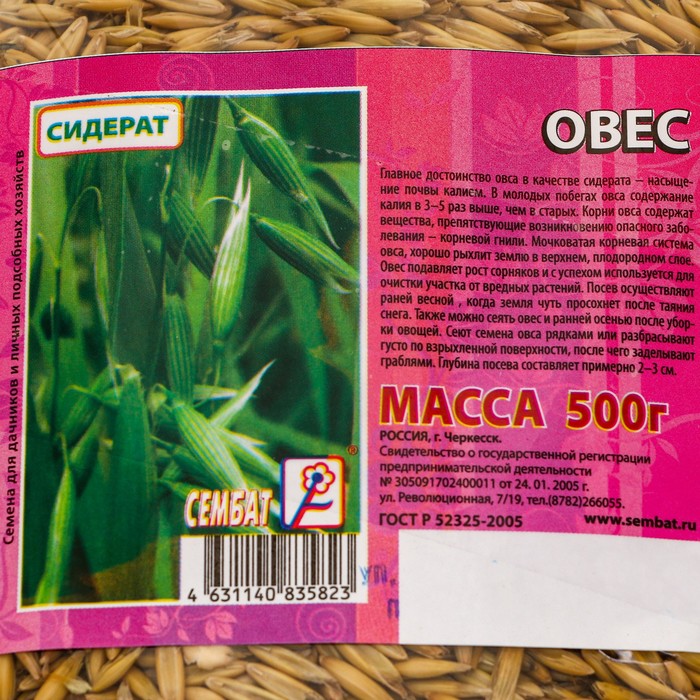 Семена для дачников и личных подсобных хозяйств
СИДЕРАТ
СЕМБАТ
®
4 631140 835823
ОВЕС
Главное достоинство овса в качестве сидерата – насыще-
ние почвы калием. В молодых побегах овса содержание
калия в 3–5 раз выше, чем в старых. Корни овса содержат
вещества, препятствующие возникновению опасного забо-
левания – корневой гнили. Мочковатая корневая система
овса, хорошо рыхлит землю в верхнем, плодородном слое.
Овес подавляет рост сорняков и с успехом используется для
очистки участка от вредных растений. Посев осуществляют
раней весной , когда земля чуть просохнет после таяния
снега. Также можно сеять овес и ранней осенью после убор-
ки овощей. Сеют семена овса рядками или разбрасывают
густо по взрыхленной поверхности, после чего заделывают
граблями. Глубина посева составляет примерно 2–3 см.
МАССА 500г
РОССИЯ, г. Черкесск.
Свидетельство о государственной регистрации
предпринимательской деятельности
№ 305091702400011 от 24. 01. 2005 г.
ул. Революционная, 7/19, тел.(8782)266055.
ГОСТ Р 52325-2005 www.sembat.ru